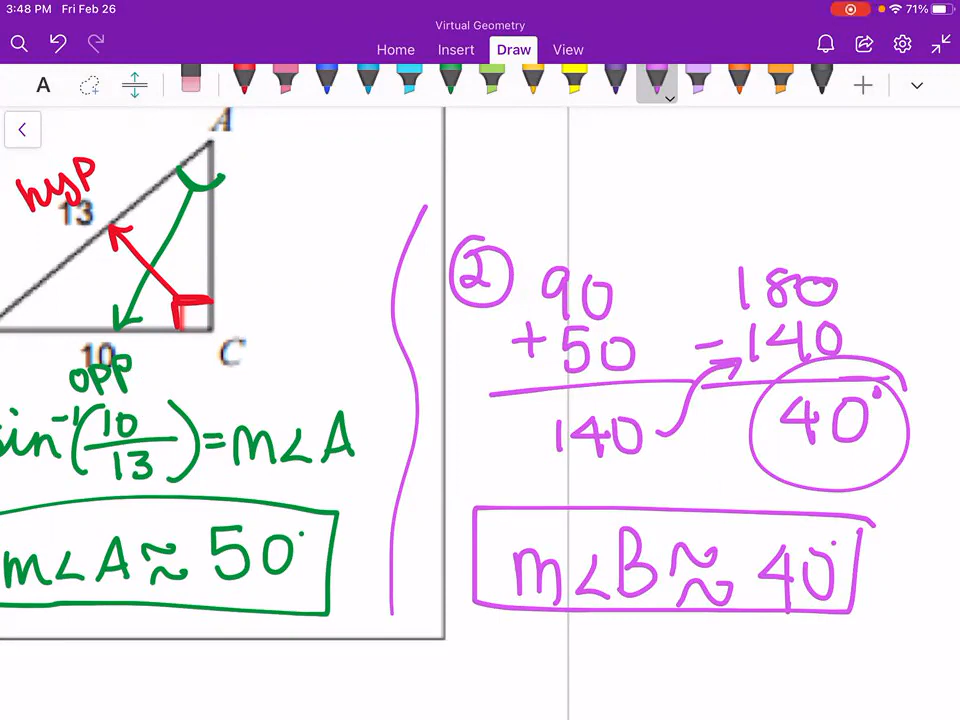 3:48 PM Fri Feb 26
71%
Virtual Geometry
Home Insert Draw View
A
A
hyp
13
10
C
opp
sin⁻¹(10/13) = m∠A
m∠A ≈ 50°
② 90
+ 50
140
180
- 140
40°
m∠B ≈ 40°